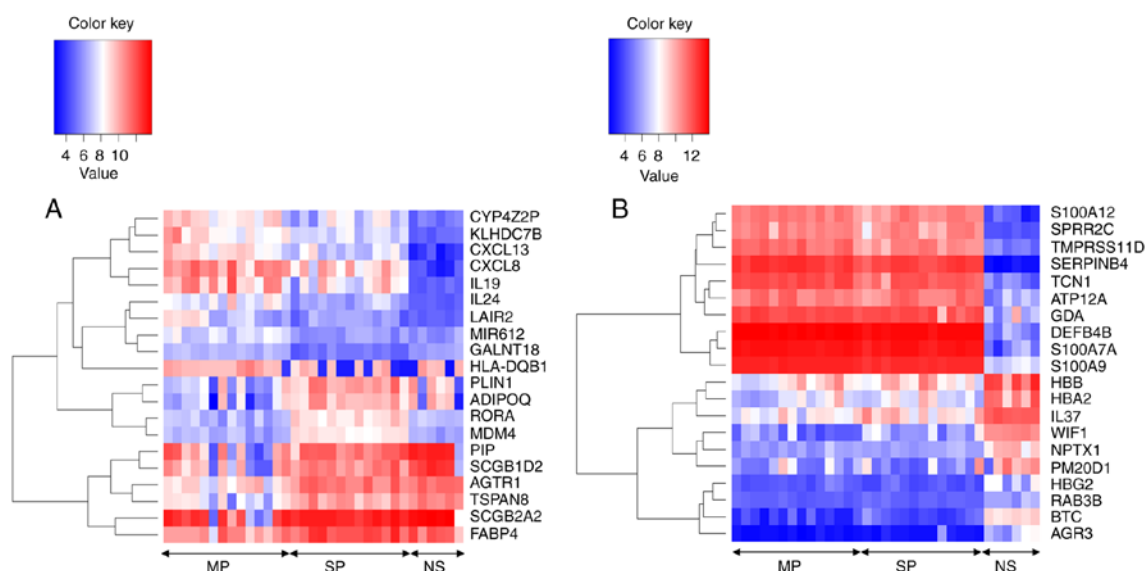 Color key
4 6 8 10
Value
Color key
4 6 8 12
Value
A
CYP4Z2P
KLHDC7B
CXCL13
CXCL8
IL19
IL24
LAIR2
MIR612
GALNT18
HLA-DQB1
PLIN1
ADIPOQ
RORA
MDM4
PIP
SCGB1D2
AGTR1
TSPAN8
SCGB2A2
FABP4
MP SP NS
B
S100A12
SPRR2C
TMPRSS11D
SERPINB4
TCN1
ATP12A
GDA
DEFB4B
S100A7A
S100A9
HBB
HBA2
IL37
WIF1
NPTX1
PM20D1
HBG2
RAB3B
BTC
AGR3
MP SP NS